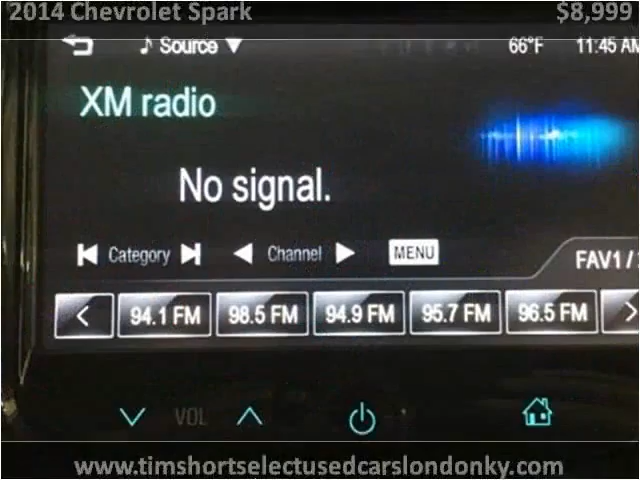 2014 Chevrolet Spark $8,999
Source 66°F 11:45 AM
XM radio
No signal.
Category Channel MENU
FAV1 /
94.1 FM 98.5 FM 94.9 FM 95.7 FM 96.5 FM
VOL
www.timshortselectusedcarslondonky.com